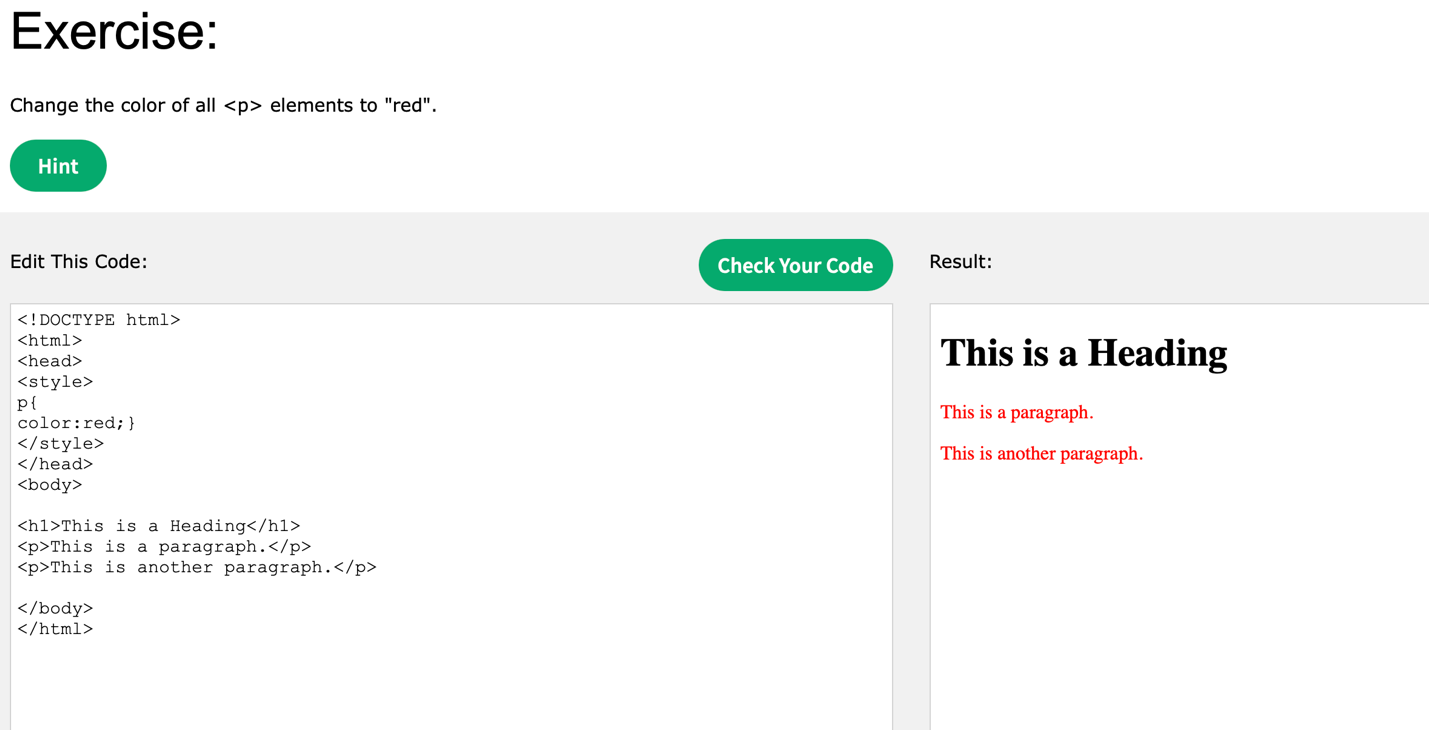 Exercise:
Change the color of all <p> elements to "red".
Hint
Edit This Code:
Check Your Code
Result:
<!DOCTYPE html>
<html>
<head>
<style>
p{
color:red;}
</style>
</head>
<body>
<h1>This is a Heading</h1>
<p>This is a paragraph.</p>
<p>This is another paragraph.</p>
</body>
</html>
This is a Heading
This is a paragraph.
This is another paragraph.